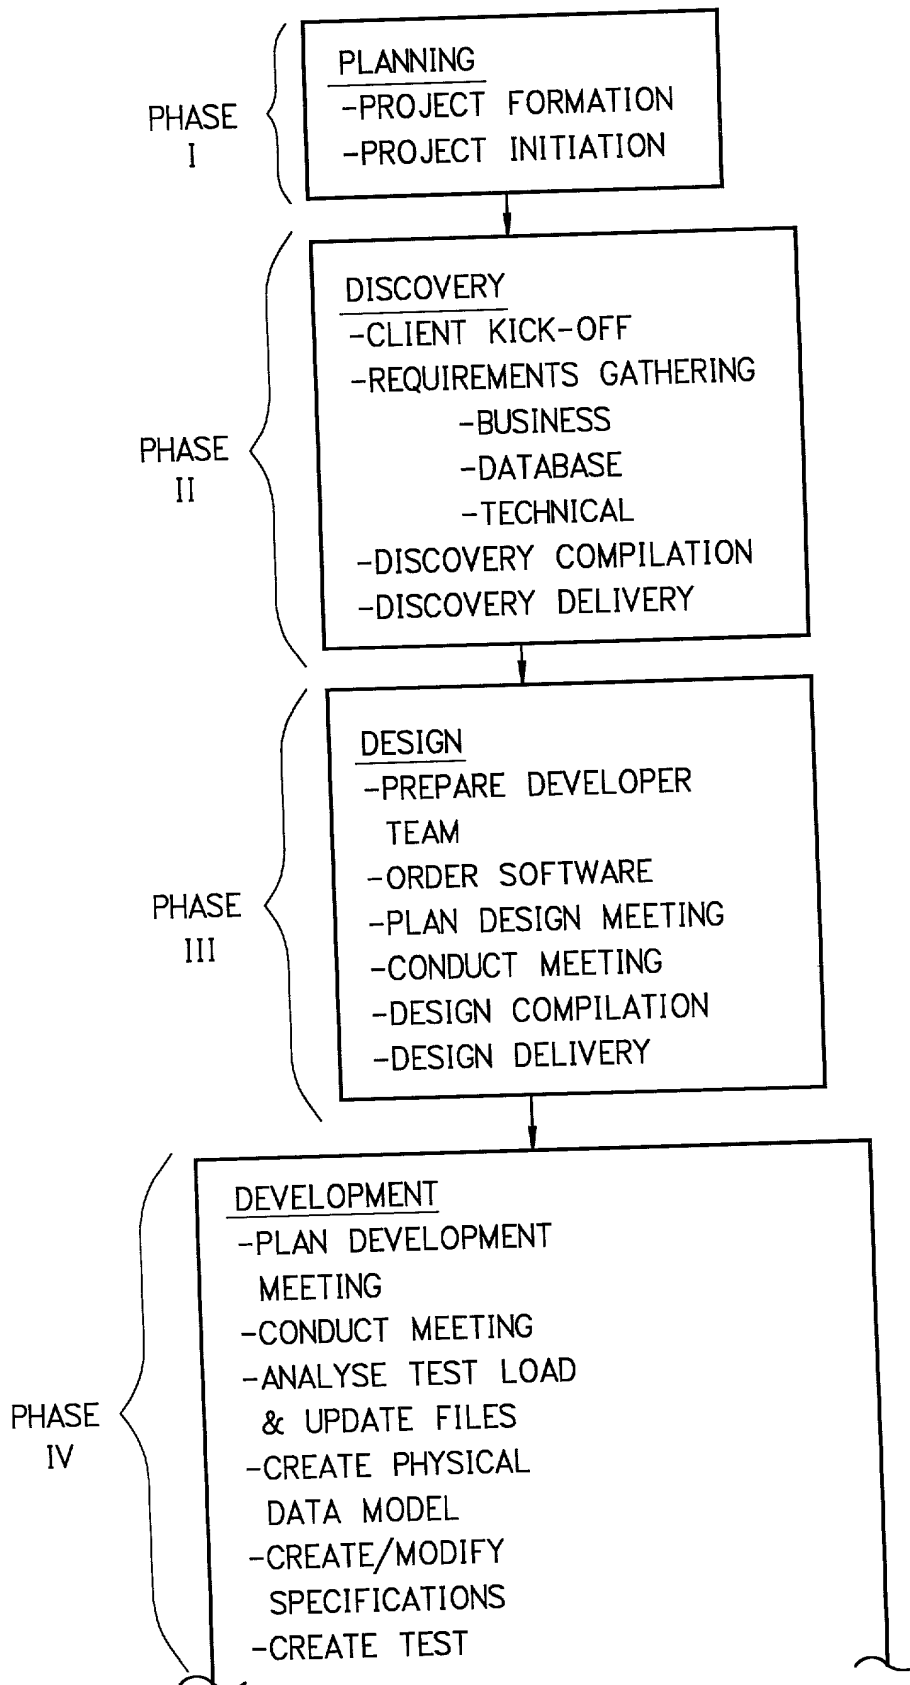 PHASE
I
PLANNING
-PROJECT FORMATION
-PROJECT INITIATION
PHASE
II
DISCOVERY
-CLIENT KICK-OFF
-REQUIREMENTS GATHERING
-BUSINESS
-DATABASE
-TECHNICAL
-DISCOVERY COMPILATION
-DISCOVERY DELIVERY
PHASE
III
DESIGN
-PREPARE DEVELOPER
TEAM
-ORDER SOFTWARE
-PLAN DESIGN MEETING
-CONDUCT MEETING
-DESIGN COMPILATION
-DESIGN DELIVERY
PHASE
IV
DEVELOPMENT
-PLAN DEVELOPMENT
MEETING
-CONDUCT MEETING
-ANALYSE TEST LOAD
& UPDATE FILES
-CREATE PHYSICAL
DATA MODEL
-CREATE/MODIFY
SPECIFICATIONS
-CREATE TEST